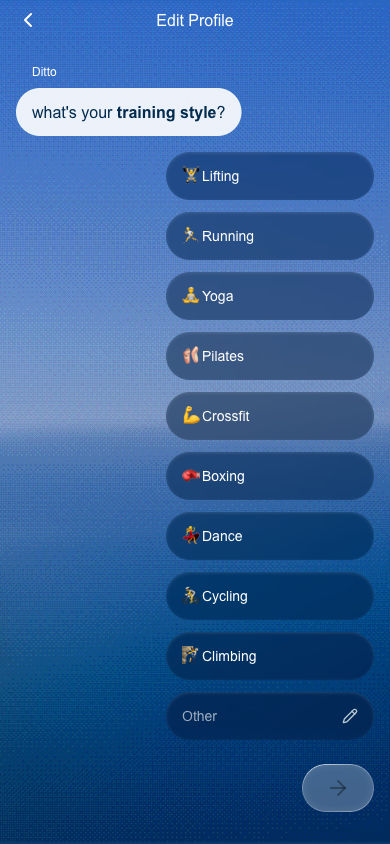 Edit Profile
Ditto
what's your training style?
Lifting
Running
Yoga
Pilates
Crossfit
Boxing
Dance
Cycling
Climbing
Other